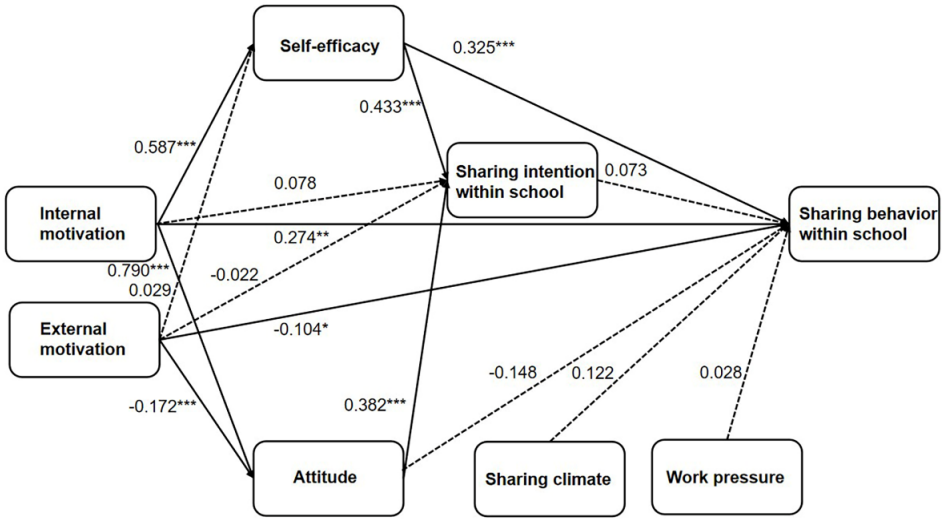 Self-efficacy
0.325***
0.433***
0.587***
Sharing intention
within school
0.073
0.078
Internal
motivation
Sharing behavior
within school
0.274**
0.790***
-0.022
0.029
External
motivation
-0.104*
-0.148
0.122
0.028
-0.172***
0.382***
Attitude
Sharing climate
Work pressure